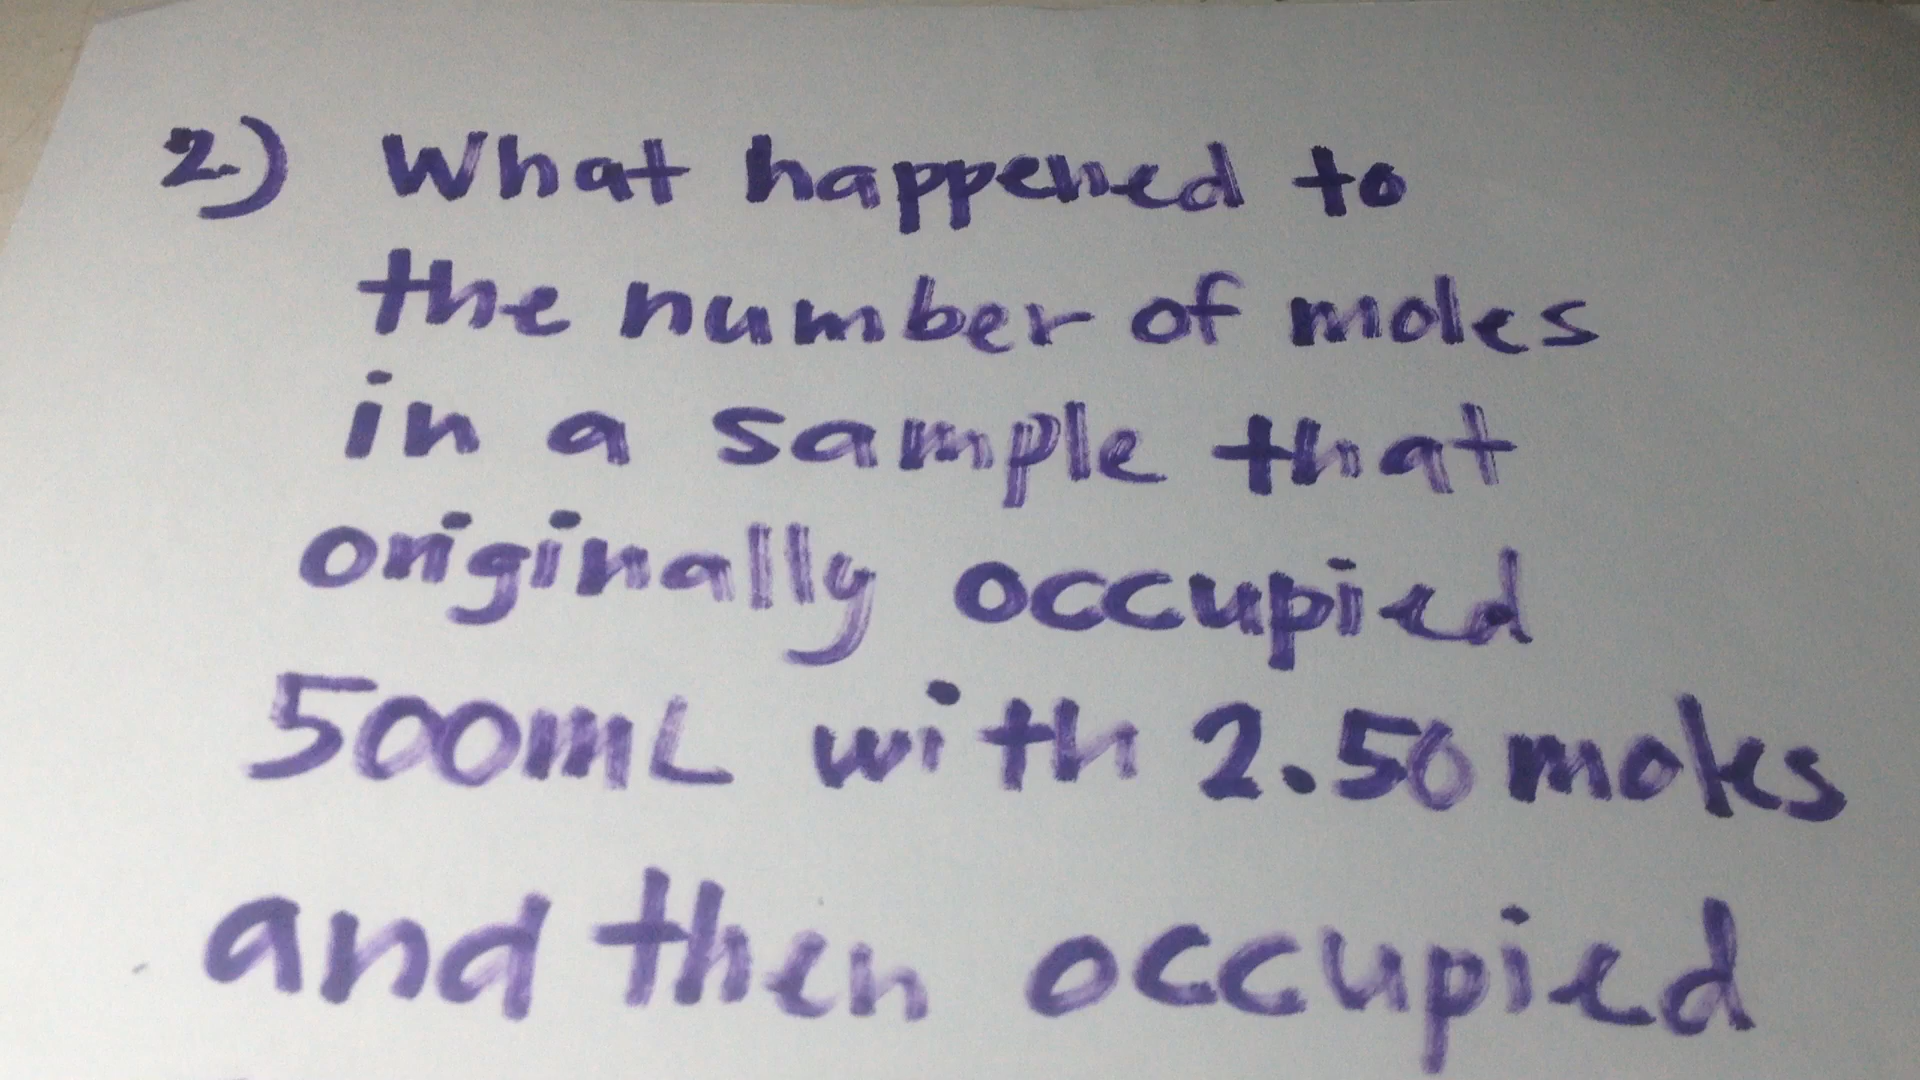 2.) What happened to
the number of moles
in a sample that
originally occupied
500mL with 2.50 moles
and then occupied